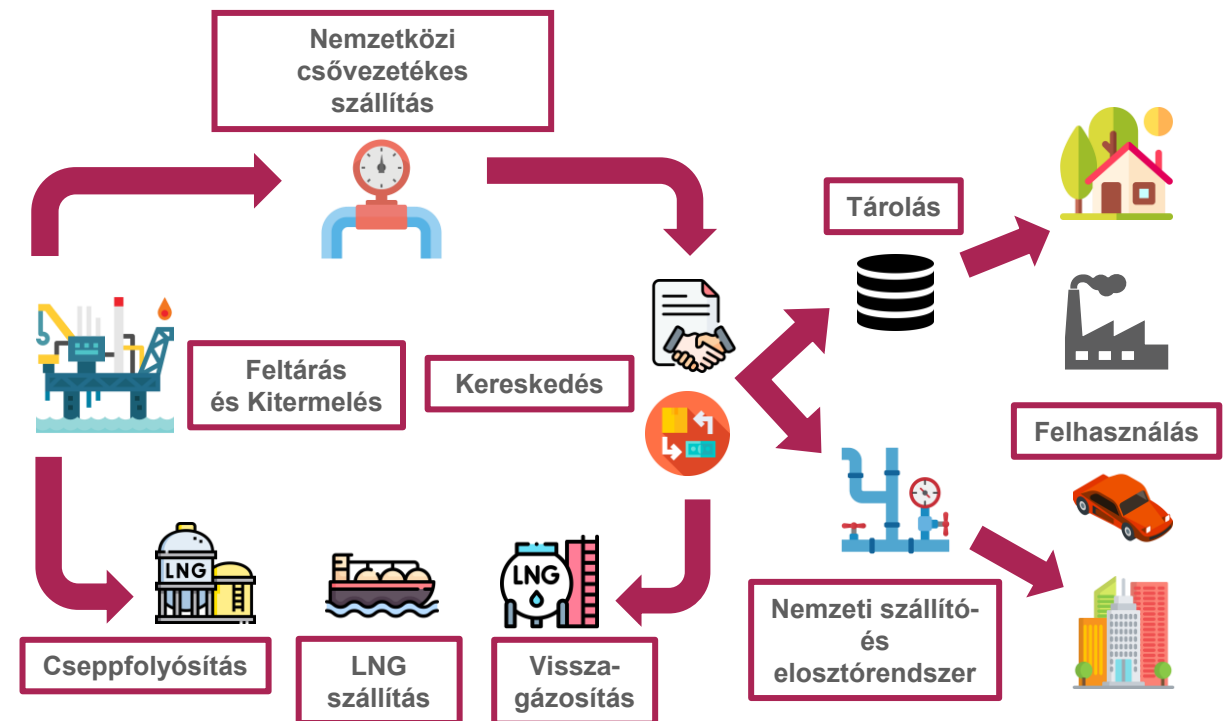 Nemzetközi
csővezetékes
szállítás
Tárolás
Feltárás
és Kitermelés
Kereskedés
Felhasználás
LNG
LNG
Cseppfolyósítás
LNG
szállítás
Vissza-
gázosítás
Nemzeti szállító-
és
elosztórendszer